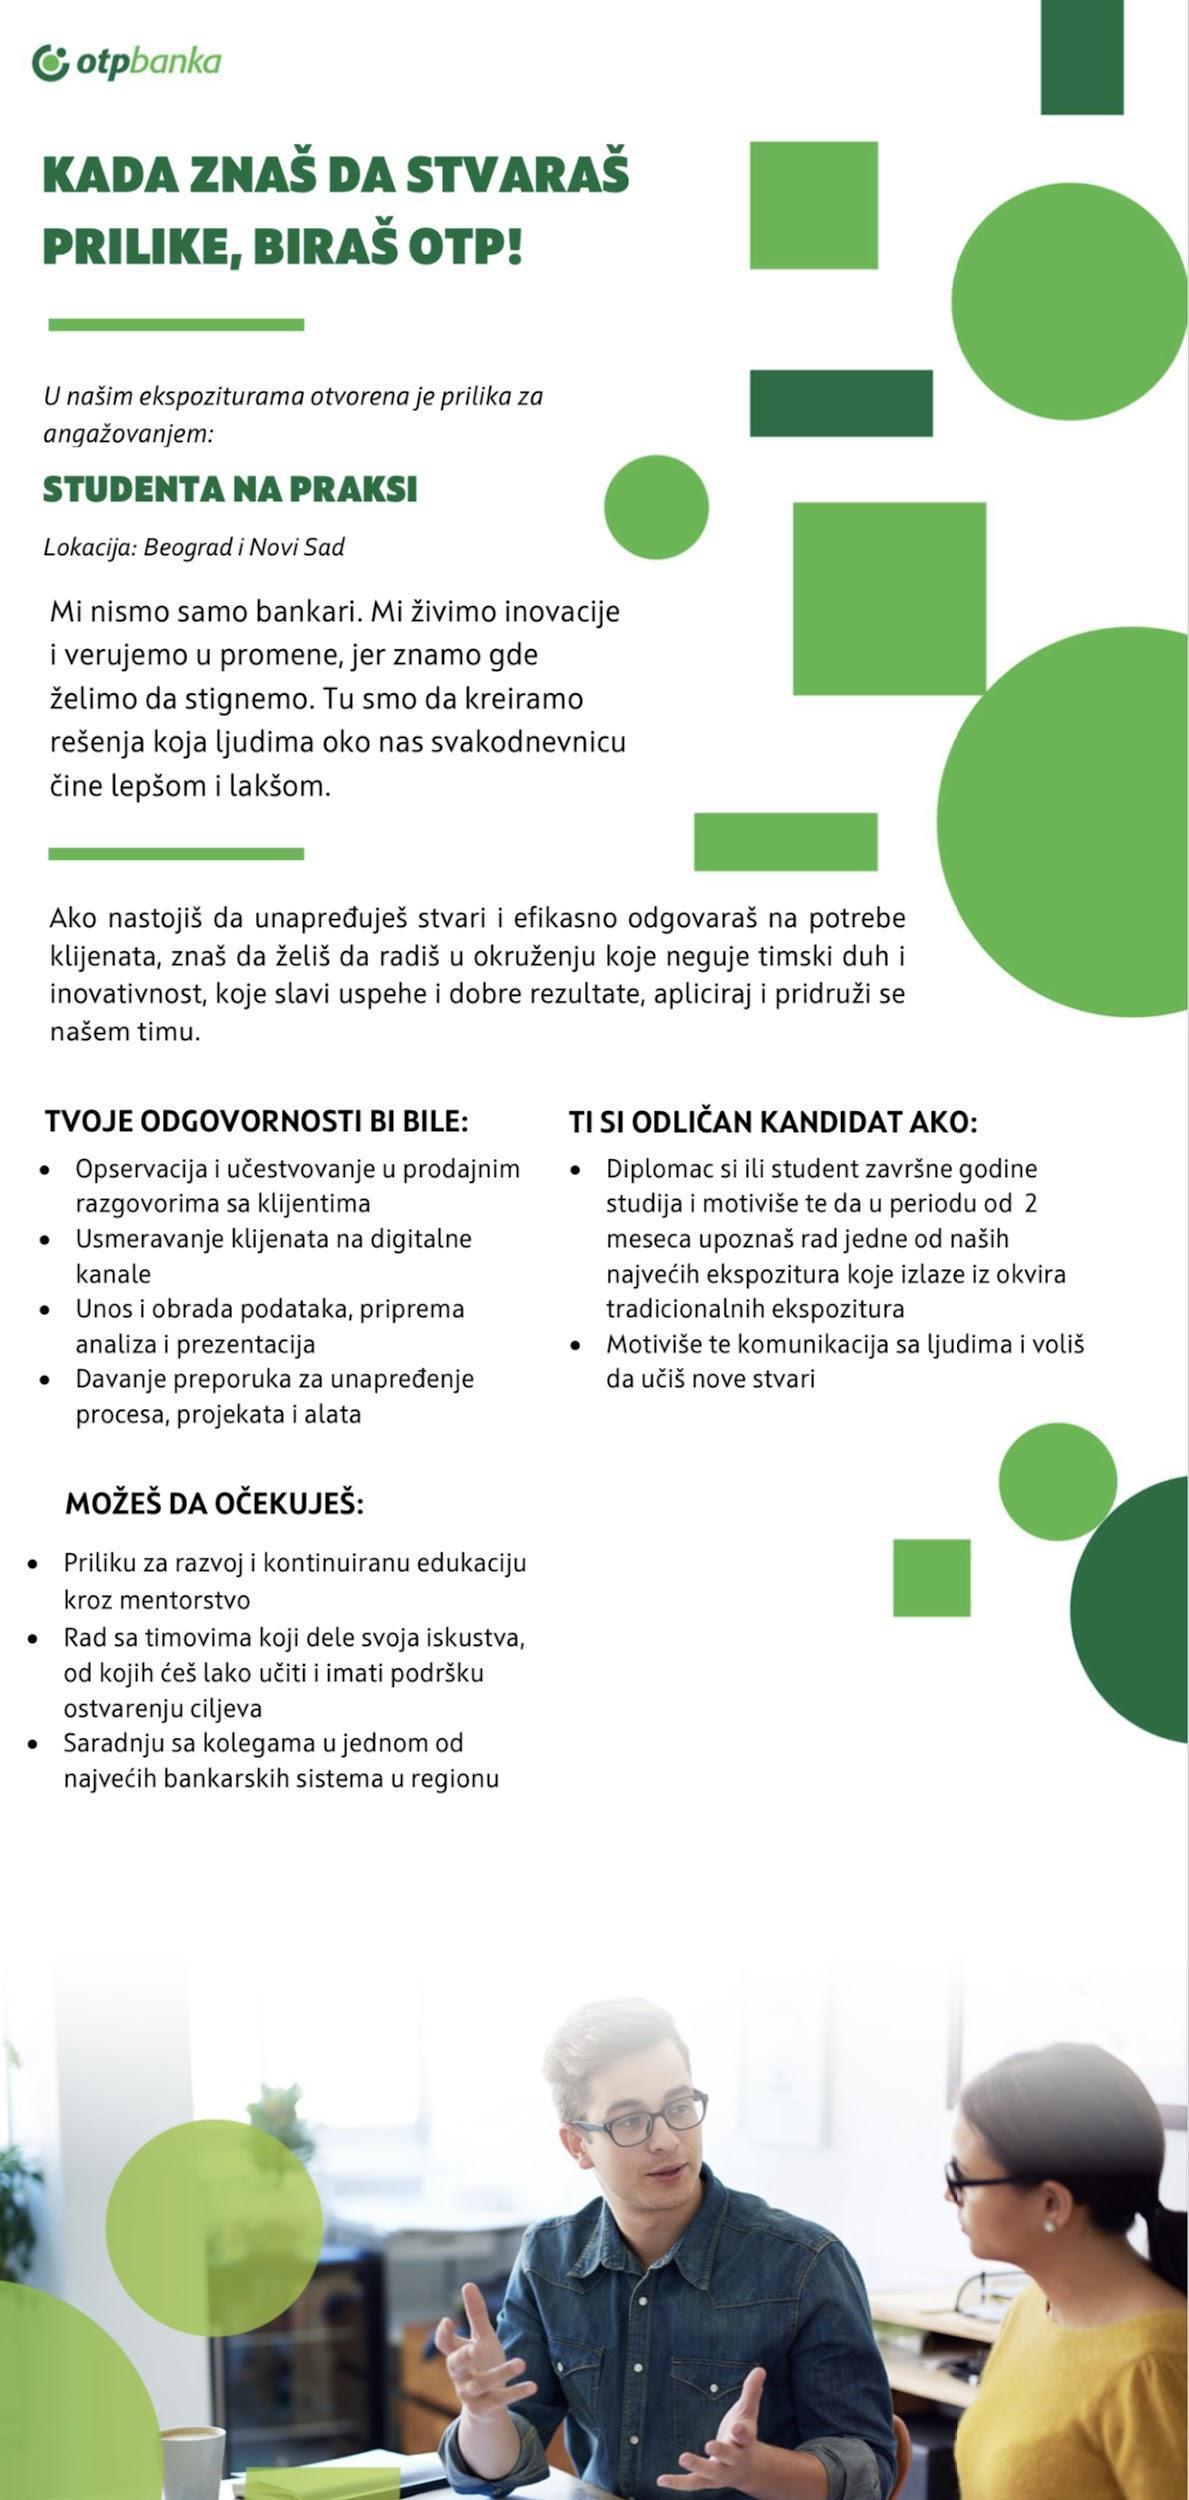 otpbanka
KADA ZNAŠ DA STVARAŠ
PRILIKE, BIRAŠ OTP!
U našim ekspoziturama otvorena je prilika za
angažovanjem:
STUDENTA NA PRAKSI
Lokacija: Beograd i Novi Sad
Mi nismo samo bankari. Mi živimo inovacije
i verujemo u promene, jer znamo gde
želimo da stignemo. Tu smo da kreiramo
rešenja koja ljudima oko nas svakodnevnicu
čine lepšom i lakšom.
Ako nastojiš da unapređuješ stvari i efikasno odgovaraš na potrebe
klijenata, znaš da želiš da radiš u okruženju koje neguje timski duh i
inovativnost, koje slavi uspehe i dobre rezultate, apliciraj i pridruži se
našem timu.
TVOJE ODGOVORNOSTI BI BILE:
• Opservacija i učestvovanje u prodajnim
razgovorima sa klijentima
• Usmeravanje klijenata na digitalne
kanale
• Unos i obrada podataka, priprema
analiza i prezentacija
• Davanje preporuka za unapređenje
procesa, projekata i alata
TI SI ODLIČAN KANDIDAT AKO:
• Diplomac si ili student završne godine
studija i motiviše te da u periodu od  2
meseca upoznaš rad jedne od naših
najvećih ekspozitura koje izlaze iz okvira
tradicionalnih ekspozitura
• Motiviše te komunikacija sa ljudima i voliš
da učiš nove stvari
MOŽEŠ DA OČEKUJEŠ:
• Priliku za razvoj i kontinuiranu edukaciju
kroz mentorstvo
• Rad sa timovima koji dele svoja iskustva,
od kojih ćeš lako učiti i imati podršku
ostvarenju ciljeva
• Saradnju sa kolegama u jednom od
najvećih bankarskih sistema u regionu